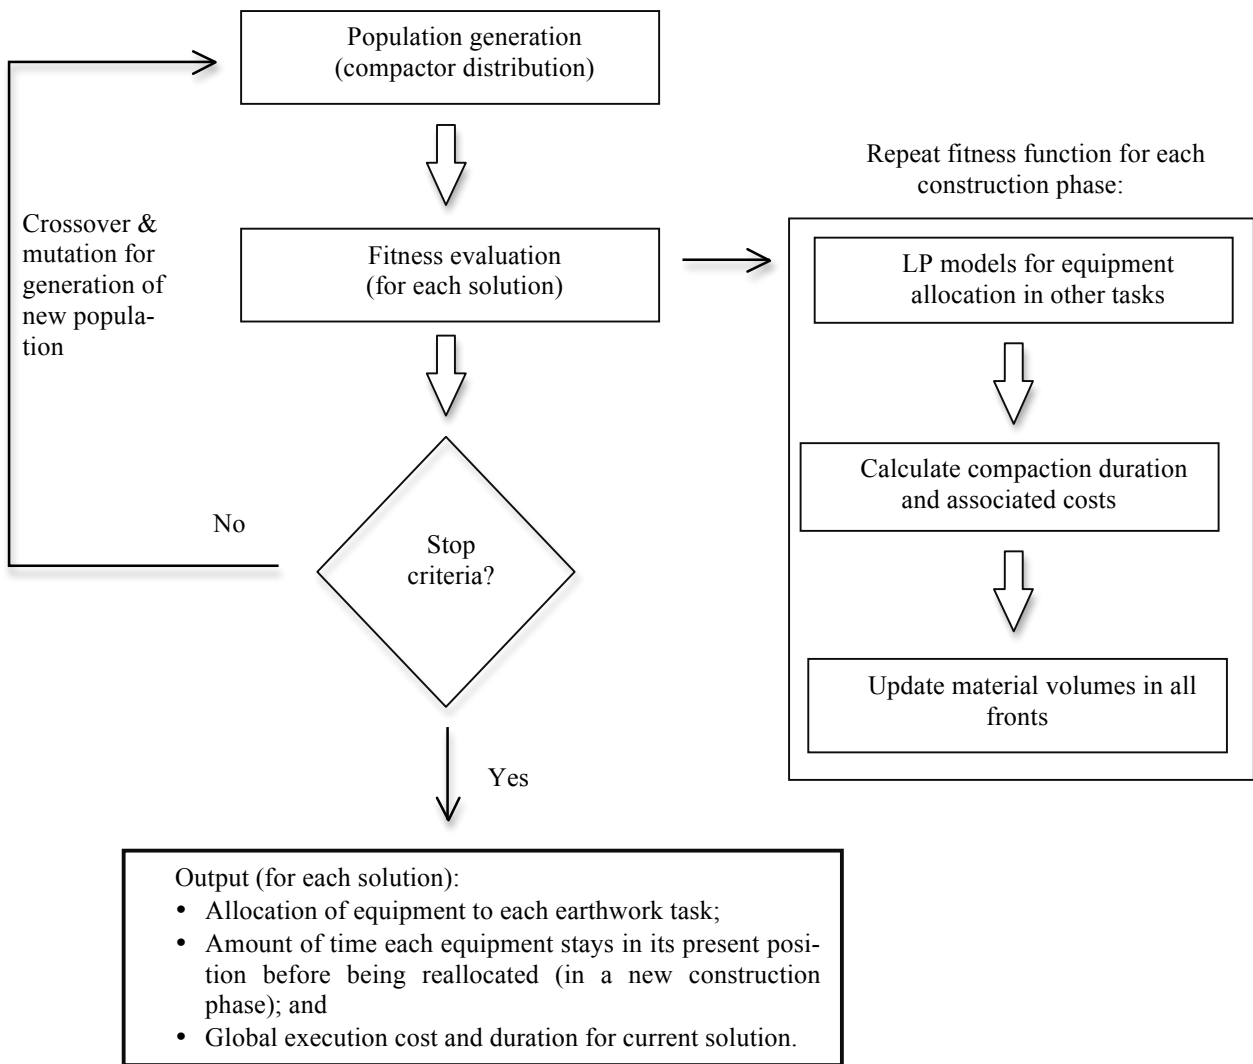 Population generation
(compactor distribution)
Repeat fitness function for each
construction phase:
Crossover &
mutation for
generation of
new popula-
tion
Fitness evaluation
(for each solution)
LP models for equipment
allocation in other tasks
Calculate compaction duration
and associated costs
No
Stop
criteria?
Update material volumes in all
fronts
Yes
Output (for each solution):
• Allocation of equipment to each earthwork task;
• Amount of time each equipment stays in its present posi-
tion before being reallocated (in a new construction
phase); and
• Global execution cost and duration for current solution.